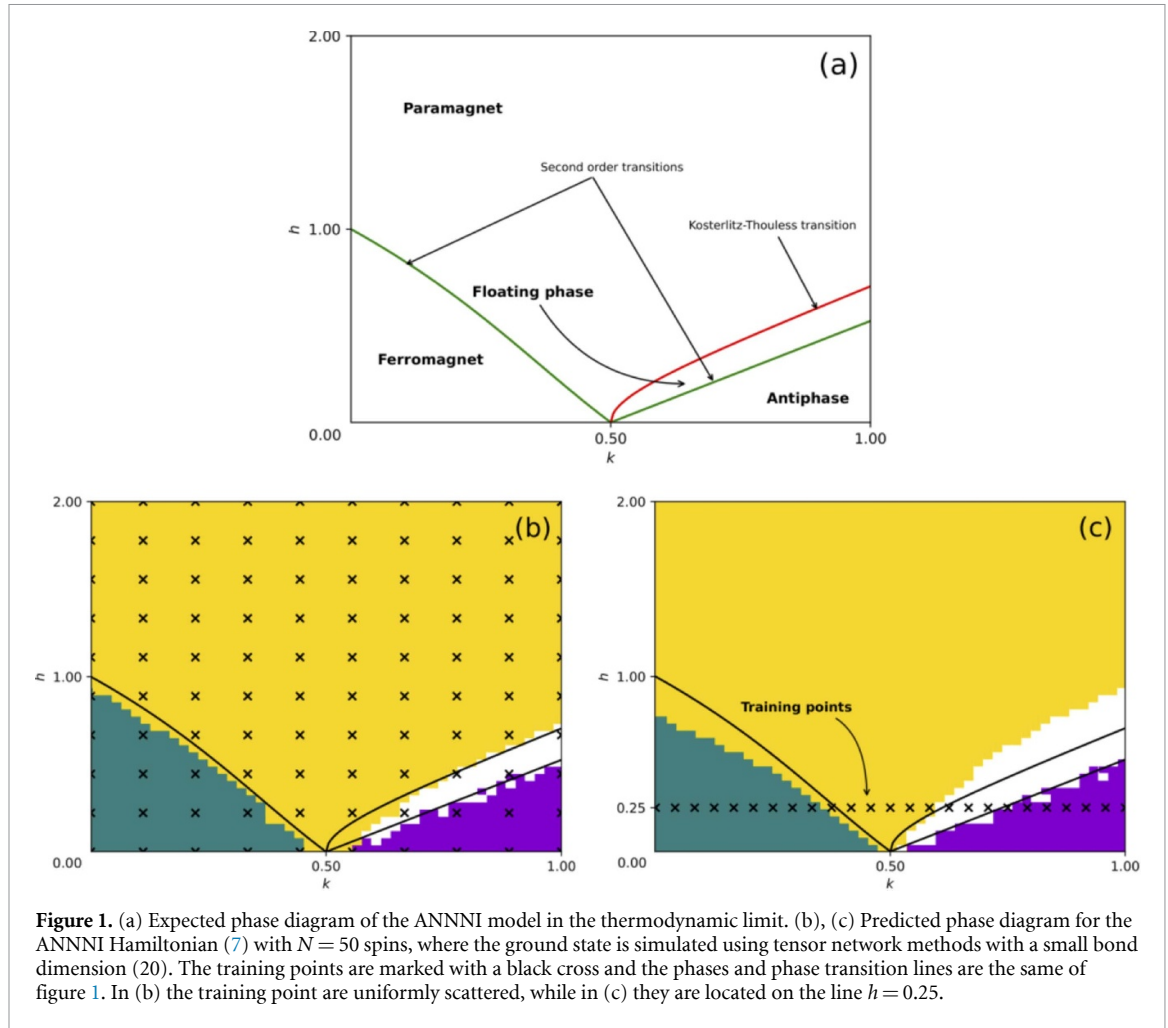 2.00
(a)
Paramagnet
Second order transitions
h 1.00
Kosterlitz-Thouless transition
Floating phase
Ferromagnet
Antiphase
0.00
0.50
1.00
k
2.00
(b)
h 1.00
0.00
0.50
1.00
k
2.00
(c)
h 1.00
Training points
0.25
0.00
0.50
1.00
k
Figure 1. (a) Expected phase diagram of the ANNNI model in the thermodynamic limit. (b), (c) Predicted phase diagram for the
ANNNI Hamiltonian (7) with N = 50 spins, where the ground state is simulated using tensor network methods with a small bond
dimension (20). The training points are marked with a black cross and the phases and phase transition lines are the same of
figure 1. In (b) the training point are uniformly scattered, while in (c) they are located on the line h = 0.25.